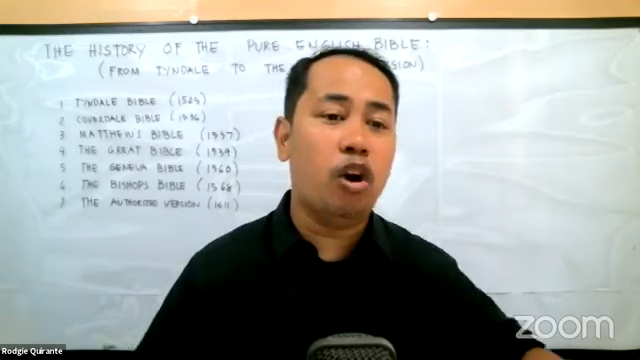 THE HISTORY OF THE PURE ENGLISH BIBLE:
(FROM TYNDALE TO THE
1 TYNDALE BIBLE (1525)
2 COVERDALE BIBLE (1536)
3 MATTHEW'S BIBLE (1537)
4 THE GREAT BIBLE (1539)
5 THE GENEVA BIBLE (1560)
6 THE BISHOPS BIBLE (1568)
7 THE AUTHORIZED VERSION (1611)
zoom
Rodgie Quirante